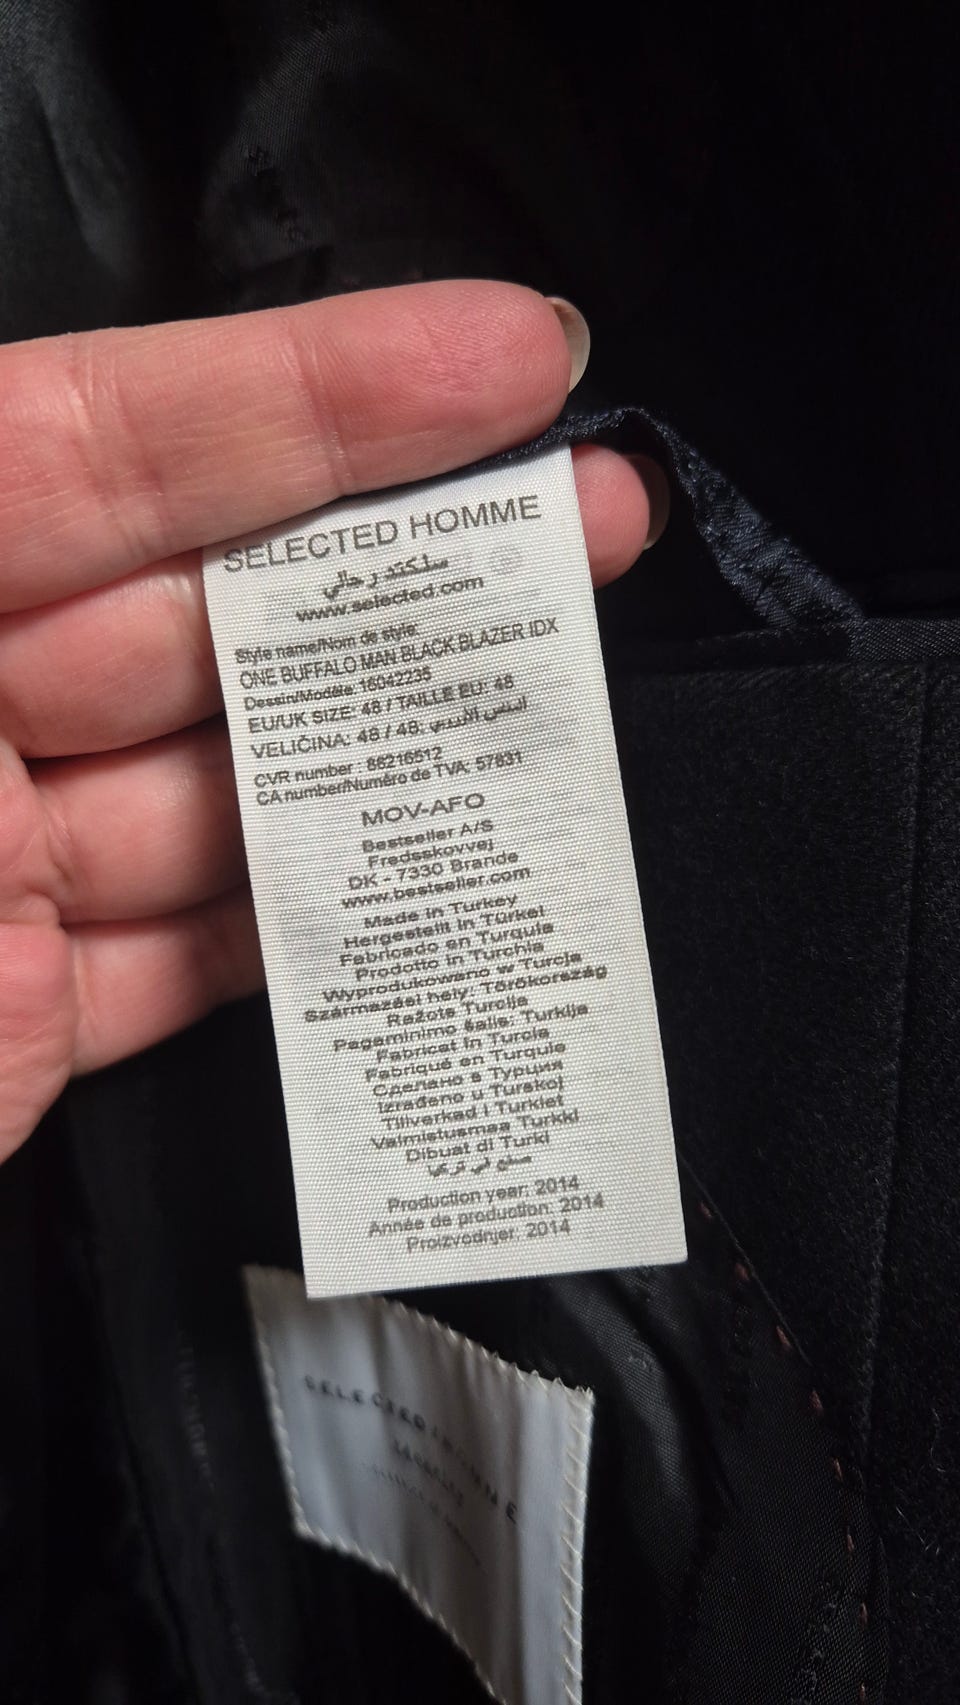 SELECTED HOMME
سلكتد رجالي
www.selected.com
Style name/Nom de style:
ONE BUFFALO MAN BLACK BLAZER IDX
Dessin/Modèle: 16042235
EU/UK SIZE: 48 / TAILLE EU: 48
VELIČINA: 48 / 48:
CVR number : 88216512
CA number/Numéro de TVA: 57831
MOV-AFO
Bestseller A/S
Fredsskovvej
DK - 7330 Brande
www.bestseller.com
Made in Turkey
Hergestellt in Türkei
Fabricado en Turquía
Prodotto in Turchia
Wyprodukowano w Turcja
Származási hely: Törökország
Ražots Turcija
Pagaminimo šalis: Turkija
Fabricat în Turcia
Fabriqué en Turquie
Сделано в Турция
Izrađeno u Turskoj
Tillverkad i Turkiet
Valmistusmaa Turkki
Dibuat di Turki
صنع في تركيا
Production year: 2014
Année de production: 2014
Proizvodnjer: 2014
SELECTED HOMME